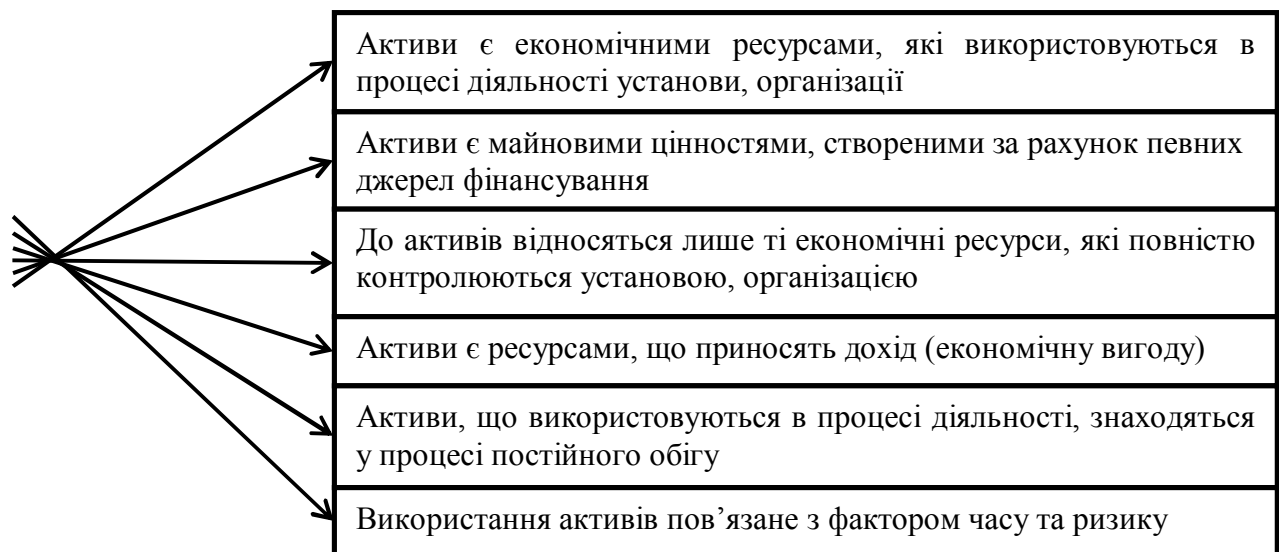 Активи є економічними ресурсами, які використовуються в
процесі діяльності установи, організації
Активи є майновими цінностями, створеними за рахунок певних
джерел фінансування
До активів відносяться лише ті економічні ресурси, які повністю
контролюються установою, організацією
Активи є ресурсами, що приносять дохід (економічну вигоду)
Активи, що використовуються в процесі діяльності, знаходяться
у процесі постійного обігу
Використання активів пов’язане з фактором часу та ризику